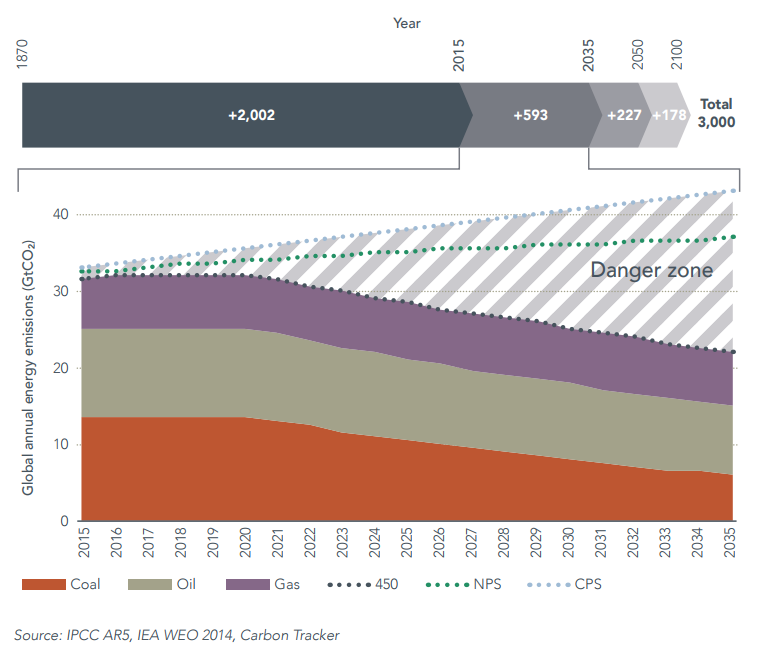 Year
1870
2015
2035
2050
2100
+2,002
+593
+227
+178
Total
3,000
Global annual energy emissions (GtCO₂)
40
30
20
10
0
Danger zone
2015 2016 2017 2018 2019 2020 2021 2022 2023 2024 2025 2026 2027 2028 2029 2030 2031 2032 2033 2034 2035
Coal Oil Gas 450 NPS CPS
Source: IPCC AR5, IEA WEO 2014, Carbon Tracker